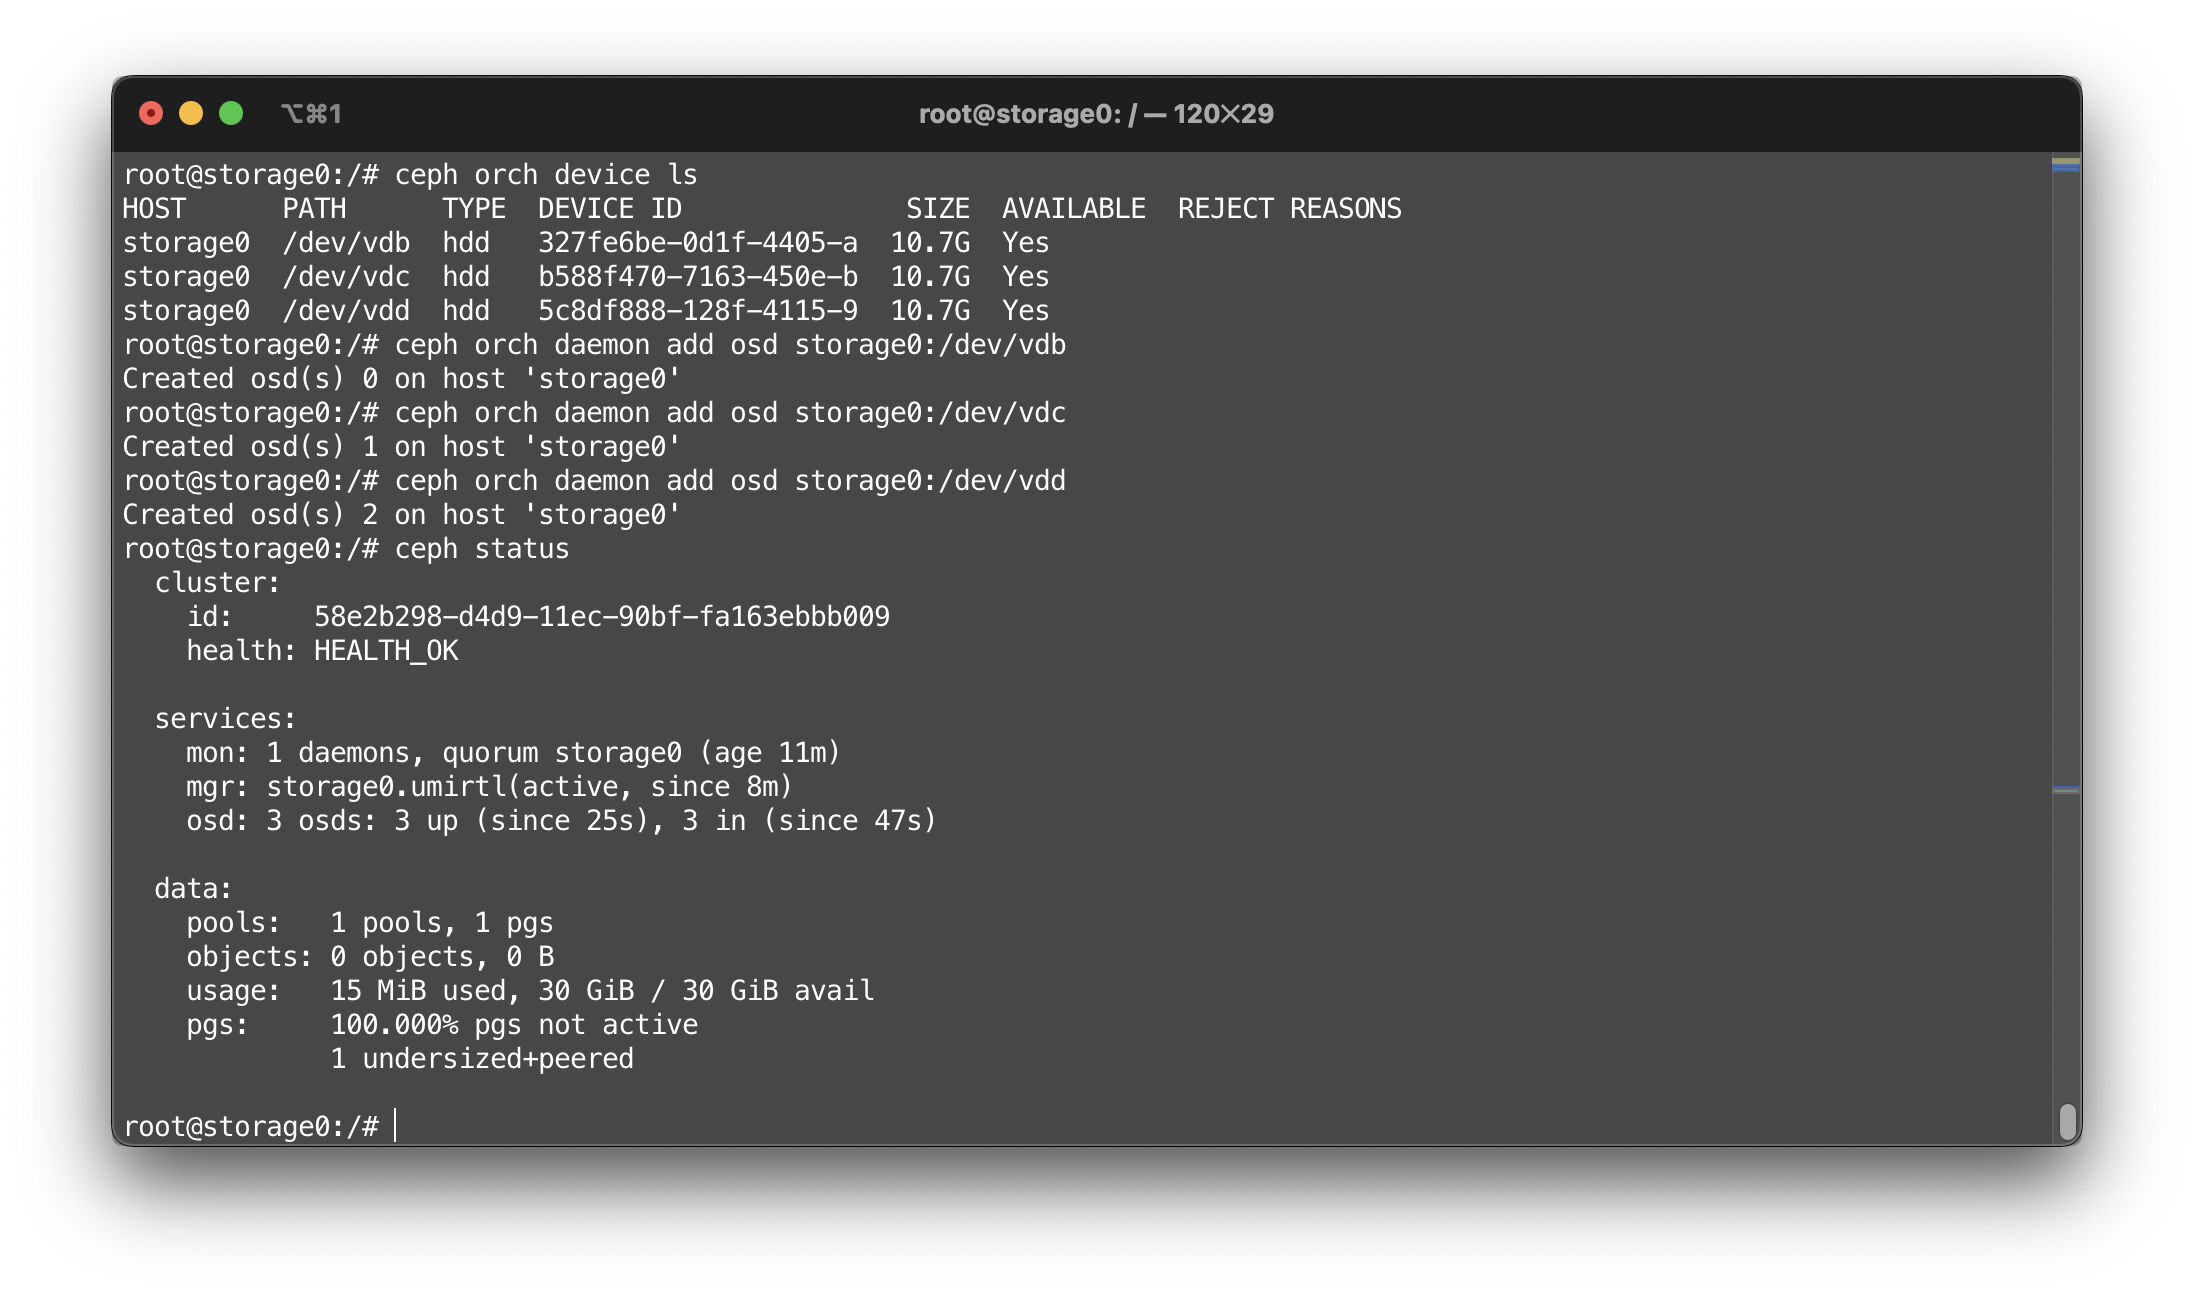 ⌥⌘1
root@storage0: / — 120×29
root@storage0:/# ceph orch device ls
HOST      PATH      TYPE  DEVICE ID              SIZE  AVAILABLE  REJECT REASONS
storage0  /dev/vdb  hdd   327fe6be-0d1f-4405-a  10.7G  Yes
storage0  /dev/vdc  hdd   b588f470-7163-450e-b  10.7G  Yes
storage0  /dev/vdd  hdd   5c8df888-128f-4115-9  10.7G  Yes
root@storage0:/# ceph orch daemon add osd storage0:/dev/vdb
Created osd(s) 0 on host 'storage0'
root@storage0:/# ceph orch daemon add osd storage0:/dev/vdc
Created osd(s) 1 on host 'storage0'
root@storage0:/# ceph orch daemon add osd storage0:/dev/vdd
Created osd(s) 2 on host 'storage0'
root@storage0:/# ceph status
  cluster:
    id:     58e2b298-d4d9-11ec-90bf-fa163ebbb009
    health: HEALTH_OK

  services:
    mon: 1 daemons, quorum storage0 (age 11m)
    mgr: storage0.umirtl(active, since 8m)
    osd: 3 osds: 3 up (since 25s), 3 in (since 47s)

  data:
    pools:   1 pools, 1 pgs
    objects: 0 objects, 0 B
    usage:   15 MiB used, 30 GiB / 30 GiB avail
    pgs:     100.000% pgs not active
             1 undersized+peered

root@storage0:/#